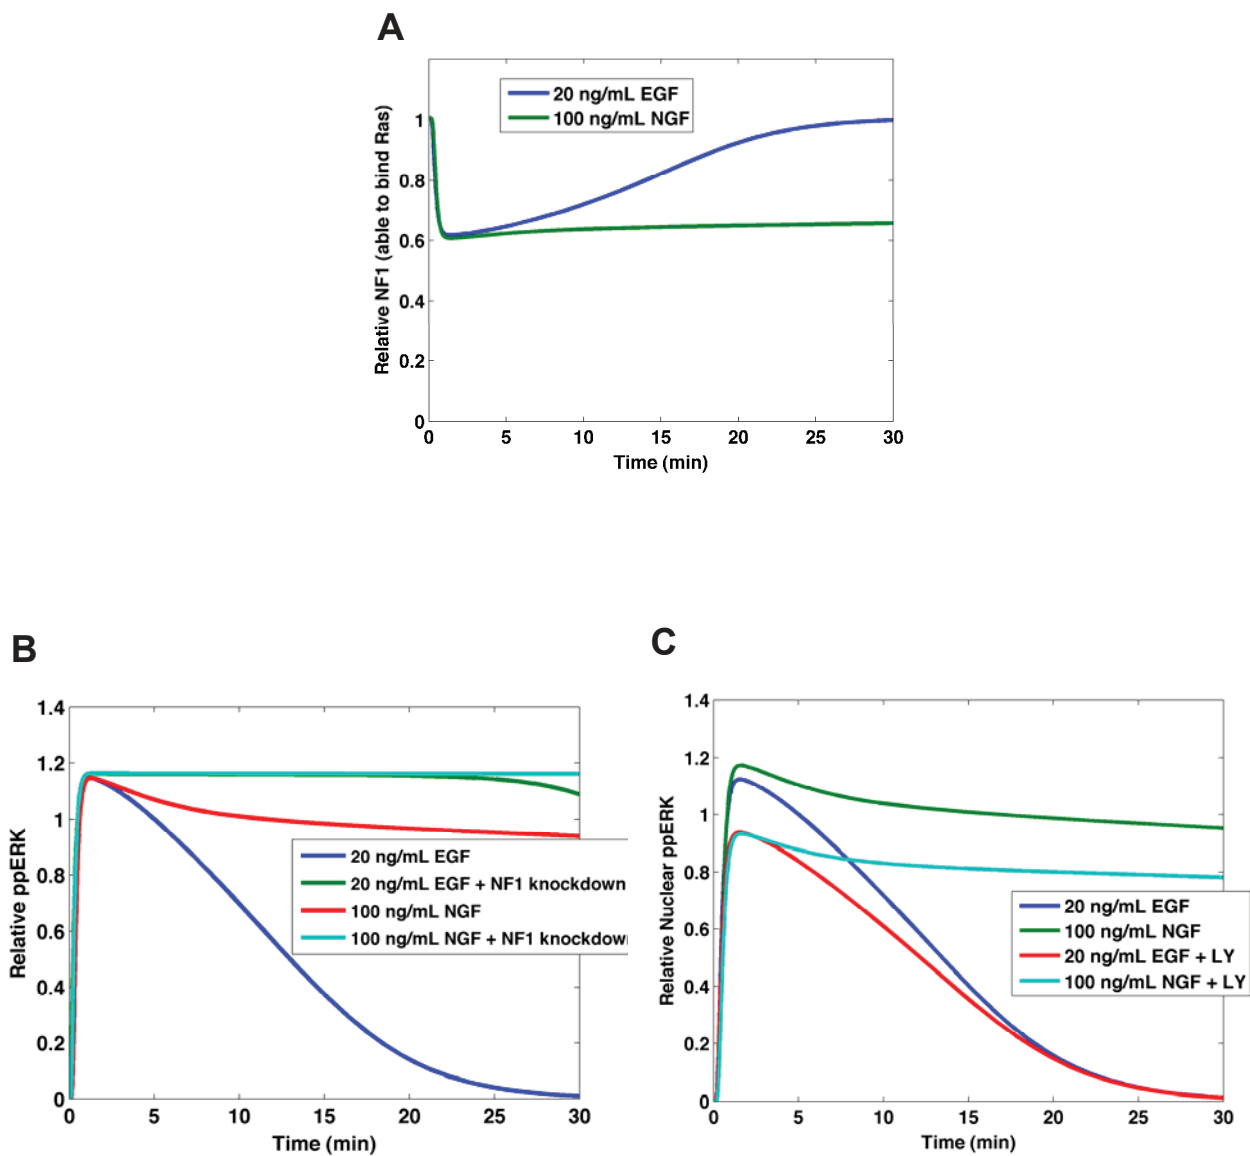 A
20 ng/mL EGF
100 ng/mL NGF
Relative NF1 (able to bind Ras)
1
0.8
0.6
0.4
0.2
0
0 5 10 15 20 25 30
Time (min)
B
1.4
1.2
1
0.8
0.6
0.4
0.2
0
Relative ppERK
20 ng/mL EGF
20 ng/mL EGF + NF1 knockdown
100 ng/mL NGF
100 ng/mL NGF + NF1 knockdown
0 5 10 15 20 25 30
Time (min)
C
1.4
1.2
1
0.8
0.6
0.4
0.2
0
Relative Nuclear ppERK
20 ng/mL EGF
100 ng/mL NGF
20 ng/mL EGF + LY
100 ng/mL NGF + LY
0 5 10 15 20 25 30
Time (min)